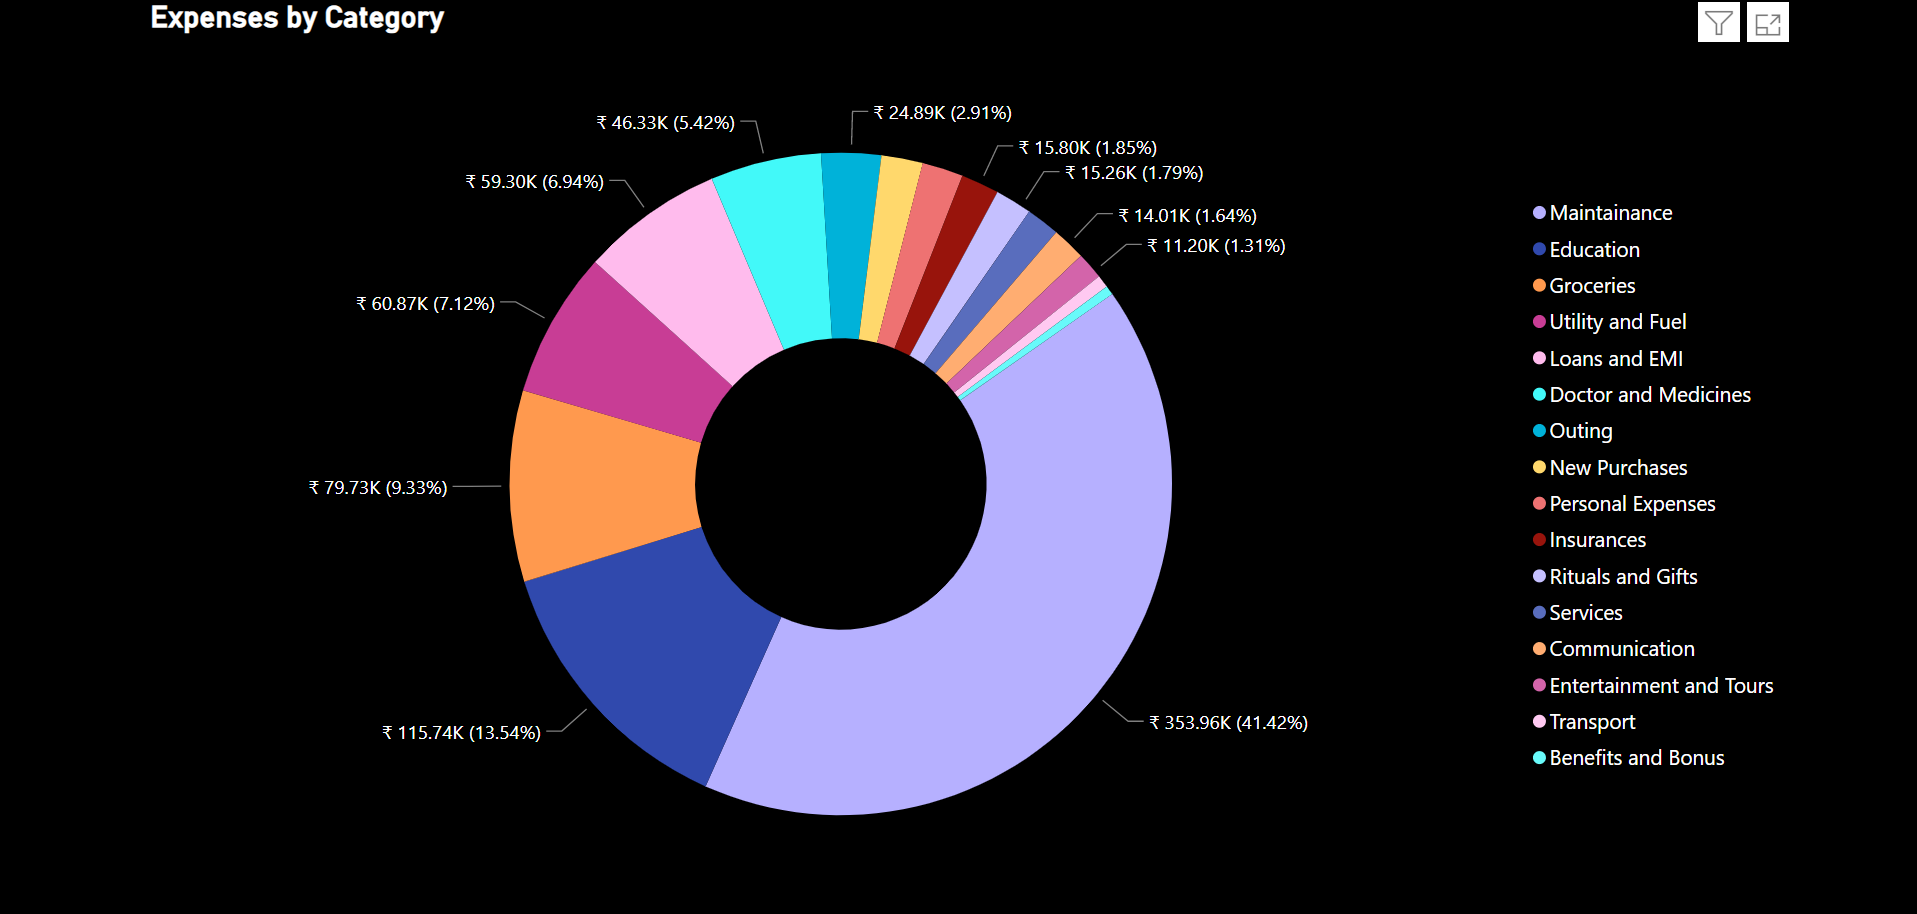 Expenses by Category
₹ 24.89K (2.91%)
₹ 46.33K (5.42%)
₹ 15.80K (1.85%)
₹ 15.26K (1.79%)
₹ 59.30K (6.94%)
₹ 14.01K (1.64%)
₹ 11.20K (1.31%)
₹ 60.87K (7.12%)
₹ 79.73K (9.33%)
₹ 115.74K (13.54%)
₹ 353.96K (41.42%)
Maintainance
Education
Groceries
Utility and Fuel
Loans and EMI
Doctor and Medicines
Outing
New Purchases
Personal Expenses
Insurances
Rituals and Gifts
Services
Communication
Entertainment and Tours
Transport
Benefits and Bonus